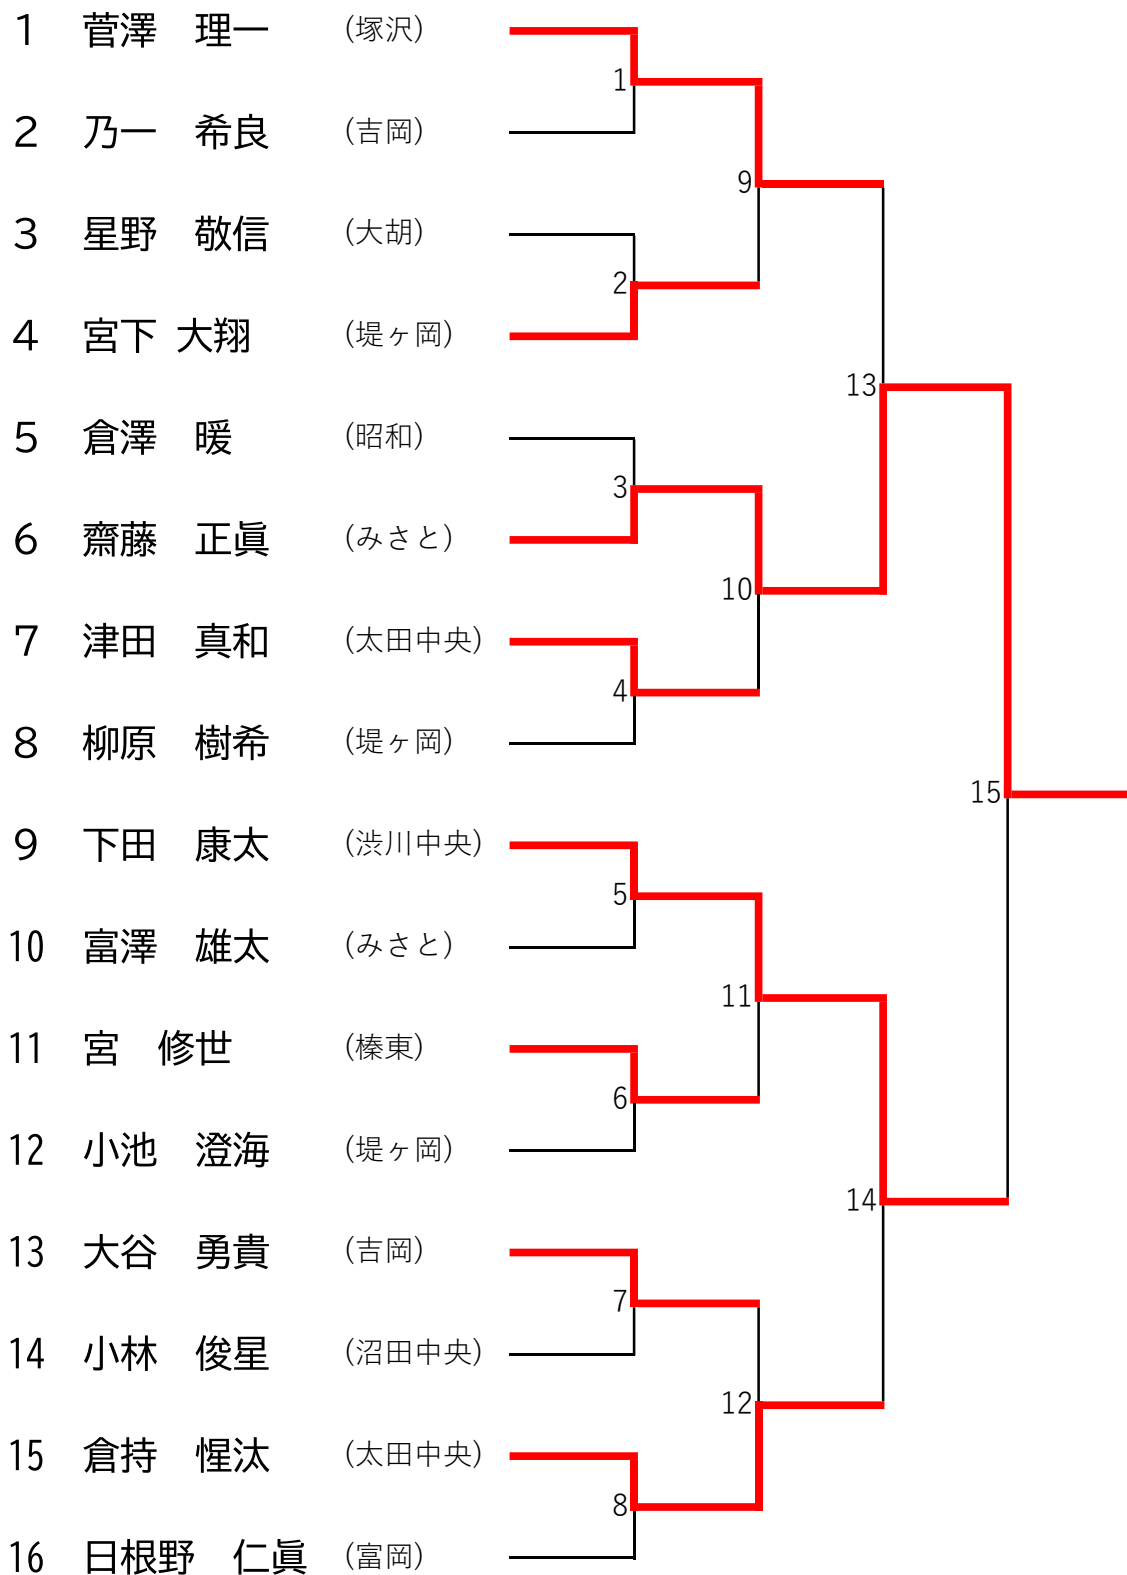 1 菅澤 理一 (塚沢)
1
2 乃一 希良 (吉岡)
9
3 星野 敬信 (大胡)
2
4 宮下 大翔 (堤ヶ岡)
13
5 倉澤 暖 (昭和)
3
6 齋藤 正眞 (みさと)
10
7 津田 真和 (太田中央)
4
8 柳原 樹希 (堤ヶ岡)
15
9 下田 康太 (渋川中央)
5
10 富澤 雄太 (みさと)
11
11 宮 修世 (榛東)
6
12 小池 澄海 (堤ヶ岡)
14
13 大谷 勇貴 (吉岡)
7
14 小林 俊星 (沼田中央)
12
15 倉持 惺汰 (太田中央)
8
16 日根野 仁眞 (富岡)